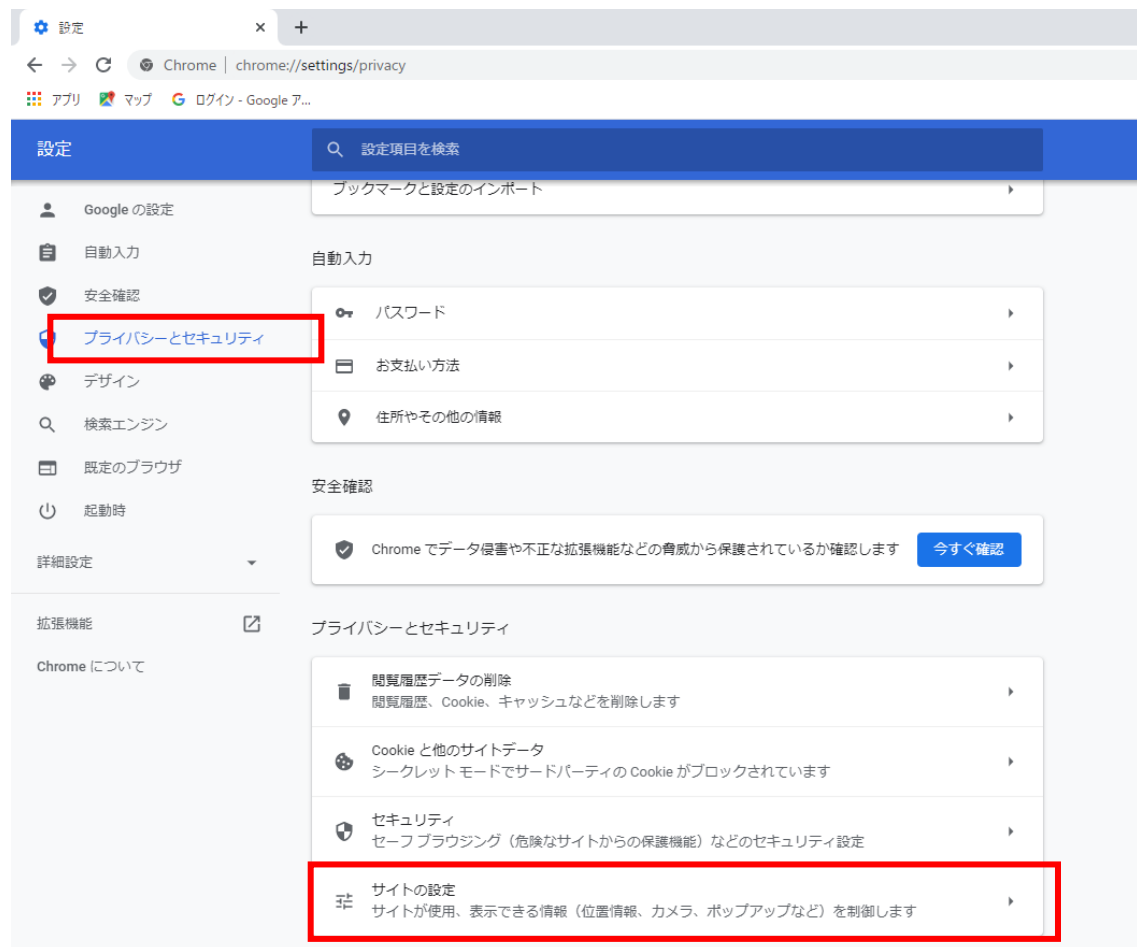 設定
Chrome | chrome://settings/privacy
アプリ マップ ログイン - Google ア...
設定
設定項目を検索
Google の設定
自動入力
安全確認
プライバシーとセキュリティ
デザイン
検索エンジン
既定のブラウザ
起動時
詳細設定
拡張機能
Chrome について
ブックマークと設定のインポート
自動入力
パスワード
お支払い方法
住所やその他の情報
安全確認
Chrome でデータ侵害や不正な拡張機能などの脅威から保護されているか確認します
今すぐ確認
プライバシーとセキュリティ
閲覧履歴データの削除
閲覧履歴、Cookie、キャッシュなどを削除します
Cookie と他のサイトデータ
シークレット モードでサードパーティの Cookie がブロックされています
セキュリティ
セーフ ブラウジング（危険なサイトからの保護機能）などのセキュリティ設定
サイトの設定
サイトが使用、表示できる情報（位置情報、カメラ、ポップアップなど）を制御します